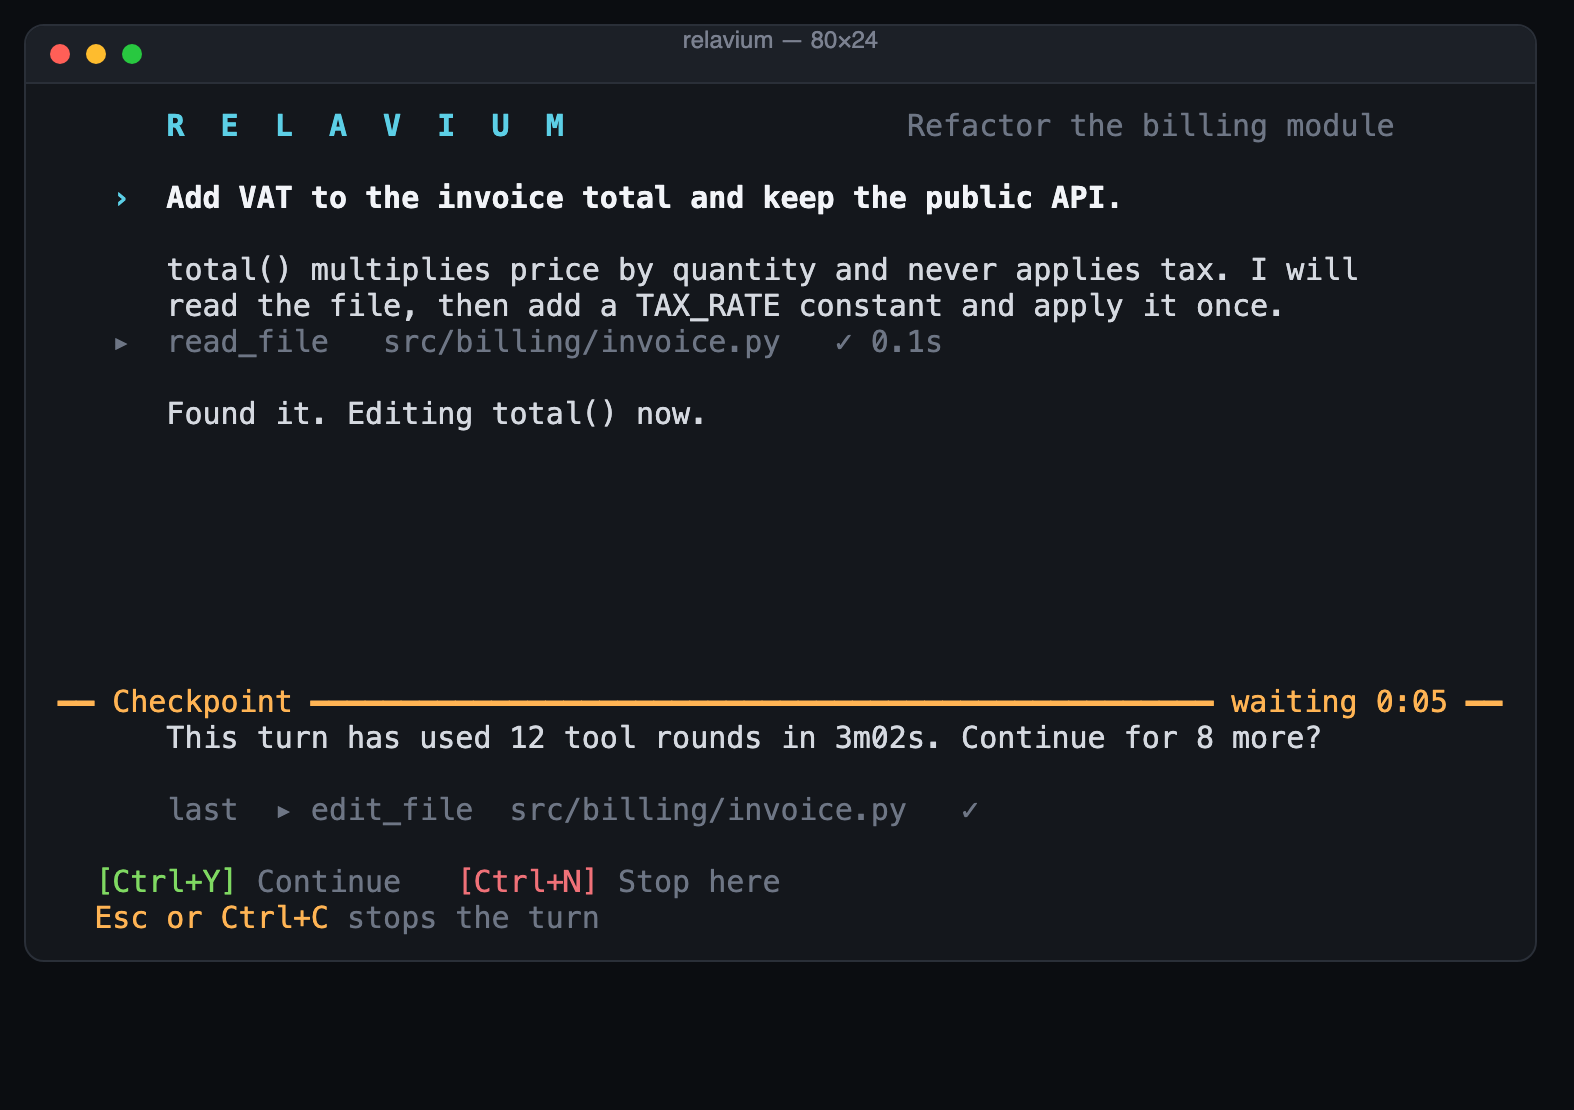 relavium — 80×24
R E L A V I U M Refactor the billing module
› Add VAT to the invoice total and keep the public API.
total() multiplies price by quantity and never applies tax. I will
read the file, then add a TAX_RATE constant and apply it once.
▸ read_file src/billing/invoice.py ✓ 0.1s
Found it. Editing total() now.
── Checkpoint ────────────────────────────────────────────────── waiting 0:05 ──
This turn has used 12 tool rounds in 3m02s. Continue for 8 more?
last ▸ edit_file src/billing/invoice.py ✓
[Ctrl+Y] Continue [Ctrl+N] Stop here
Esc or Ctrl+C stops the turn